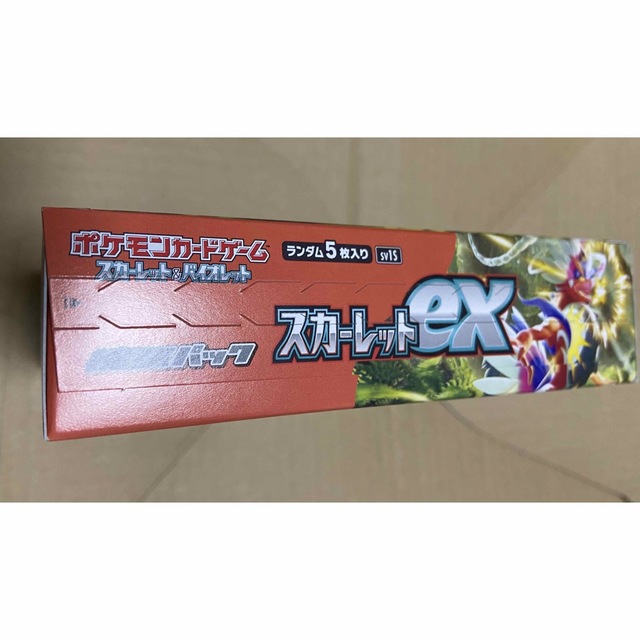 ポケモンカードゲーム
スカーレット&バイオレット
ランダム5枚入り
sv1S
パック
スカーレットex